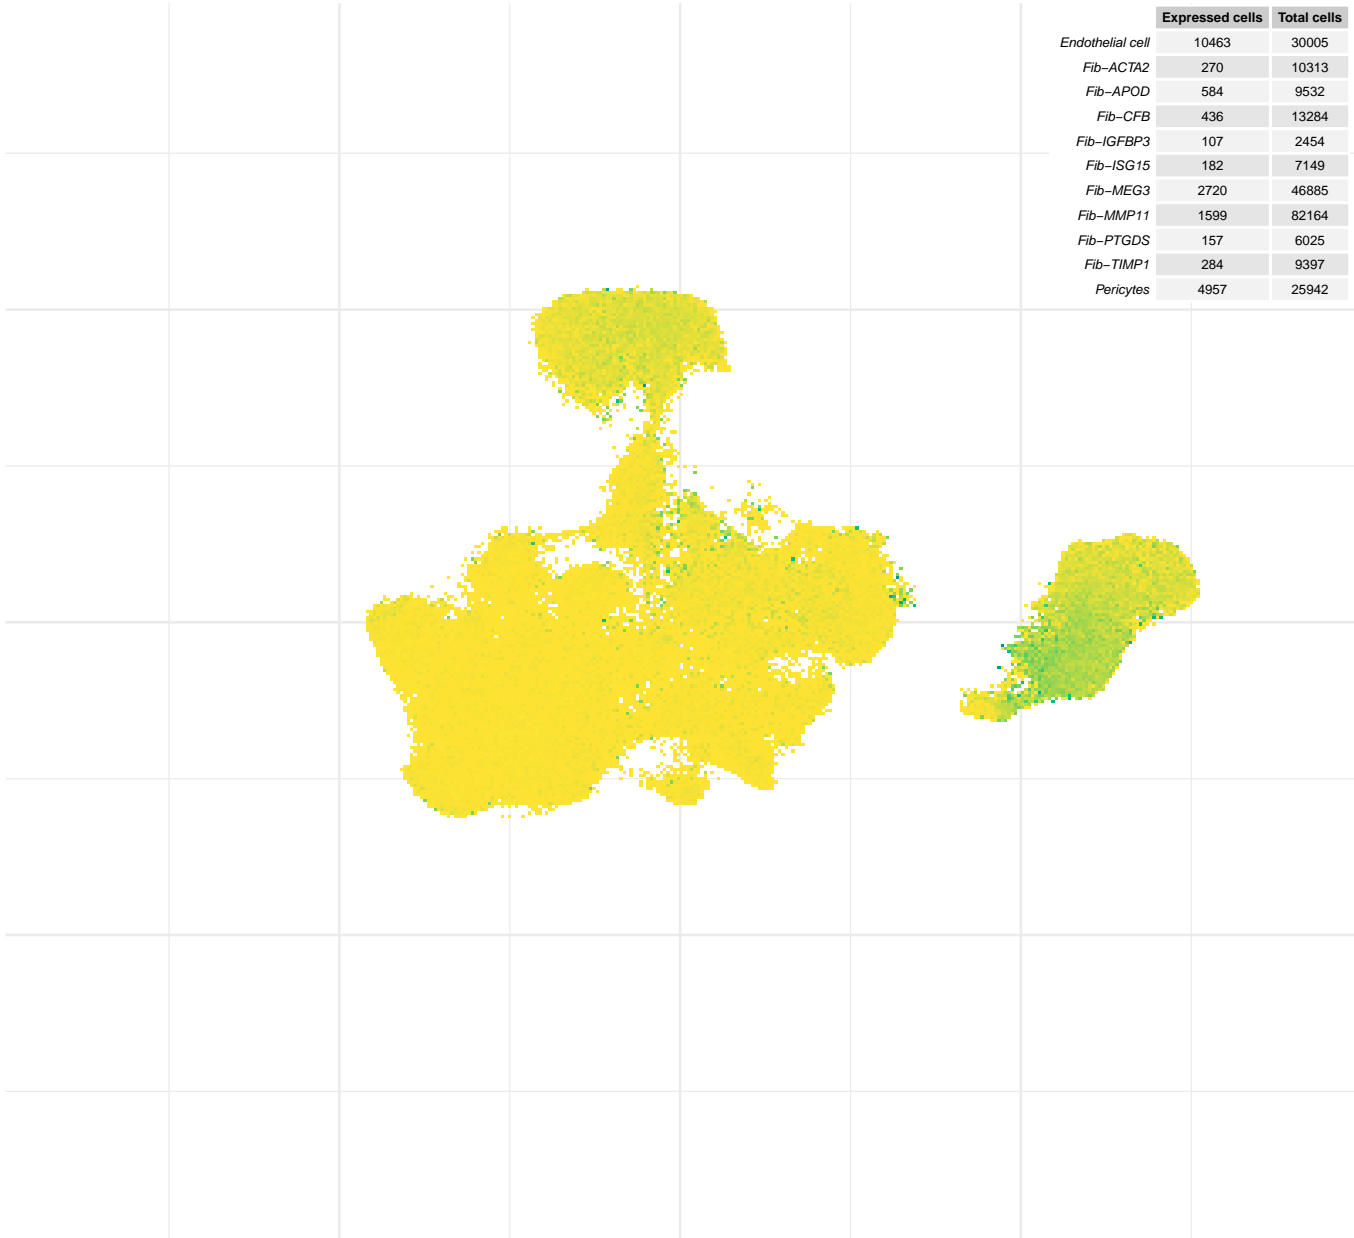 Expressed cells Total cells
Endothelial cell 10463 30005
Fib−ACTA2 270 10313
Fib−APOD 584 9532
Fib−CFB 436 13284
Fib−IGFBP3 107 2454
Fib−ISG15 182 7149
Fib−MEG3 2720 46885
Fib−MMP11 1599 82164
Fib−PTGDS 157 6025
Fib−TIMP1 284 9397
Pericytes 4957 25942